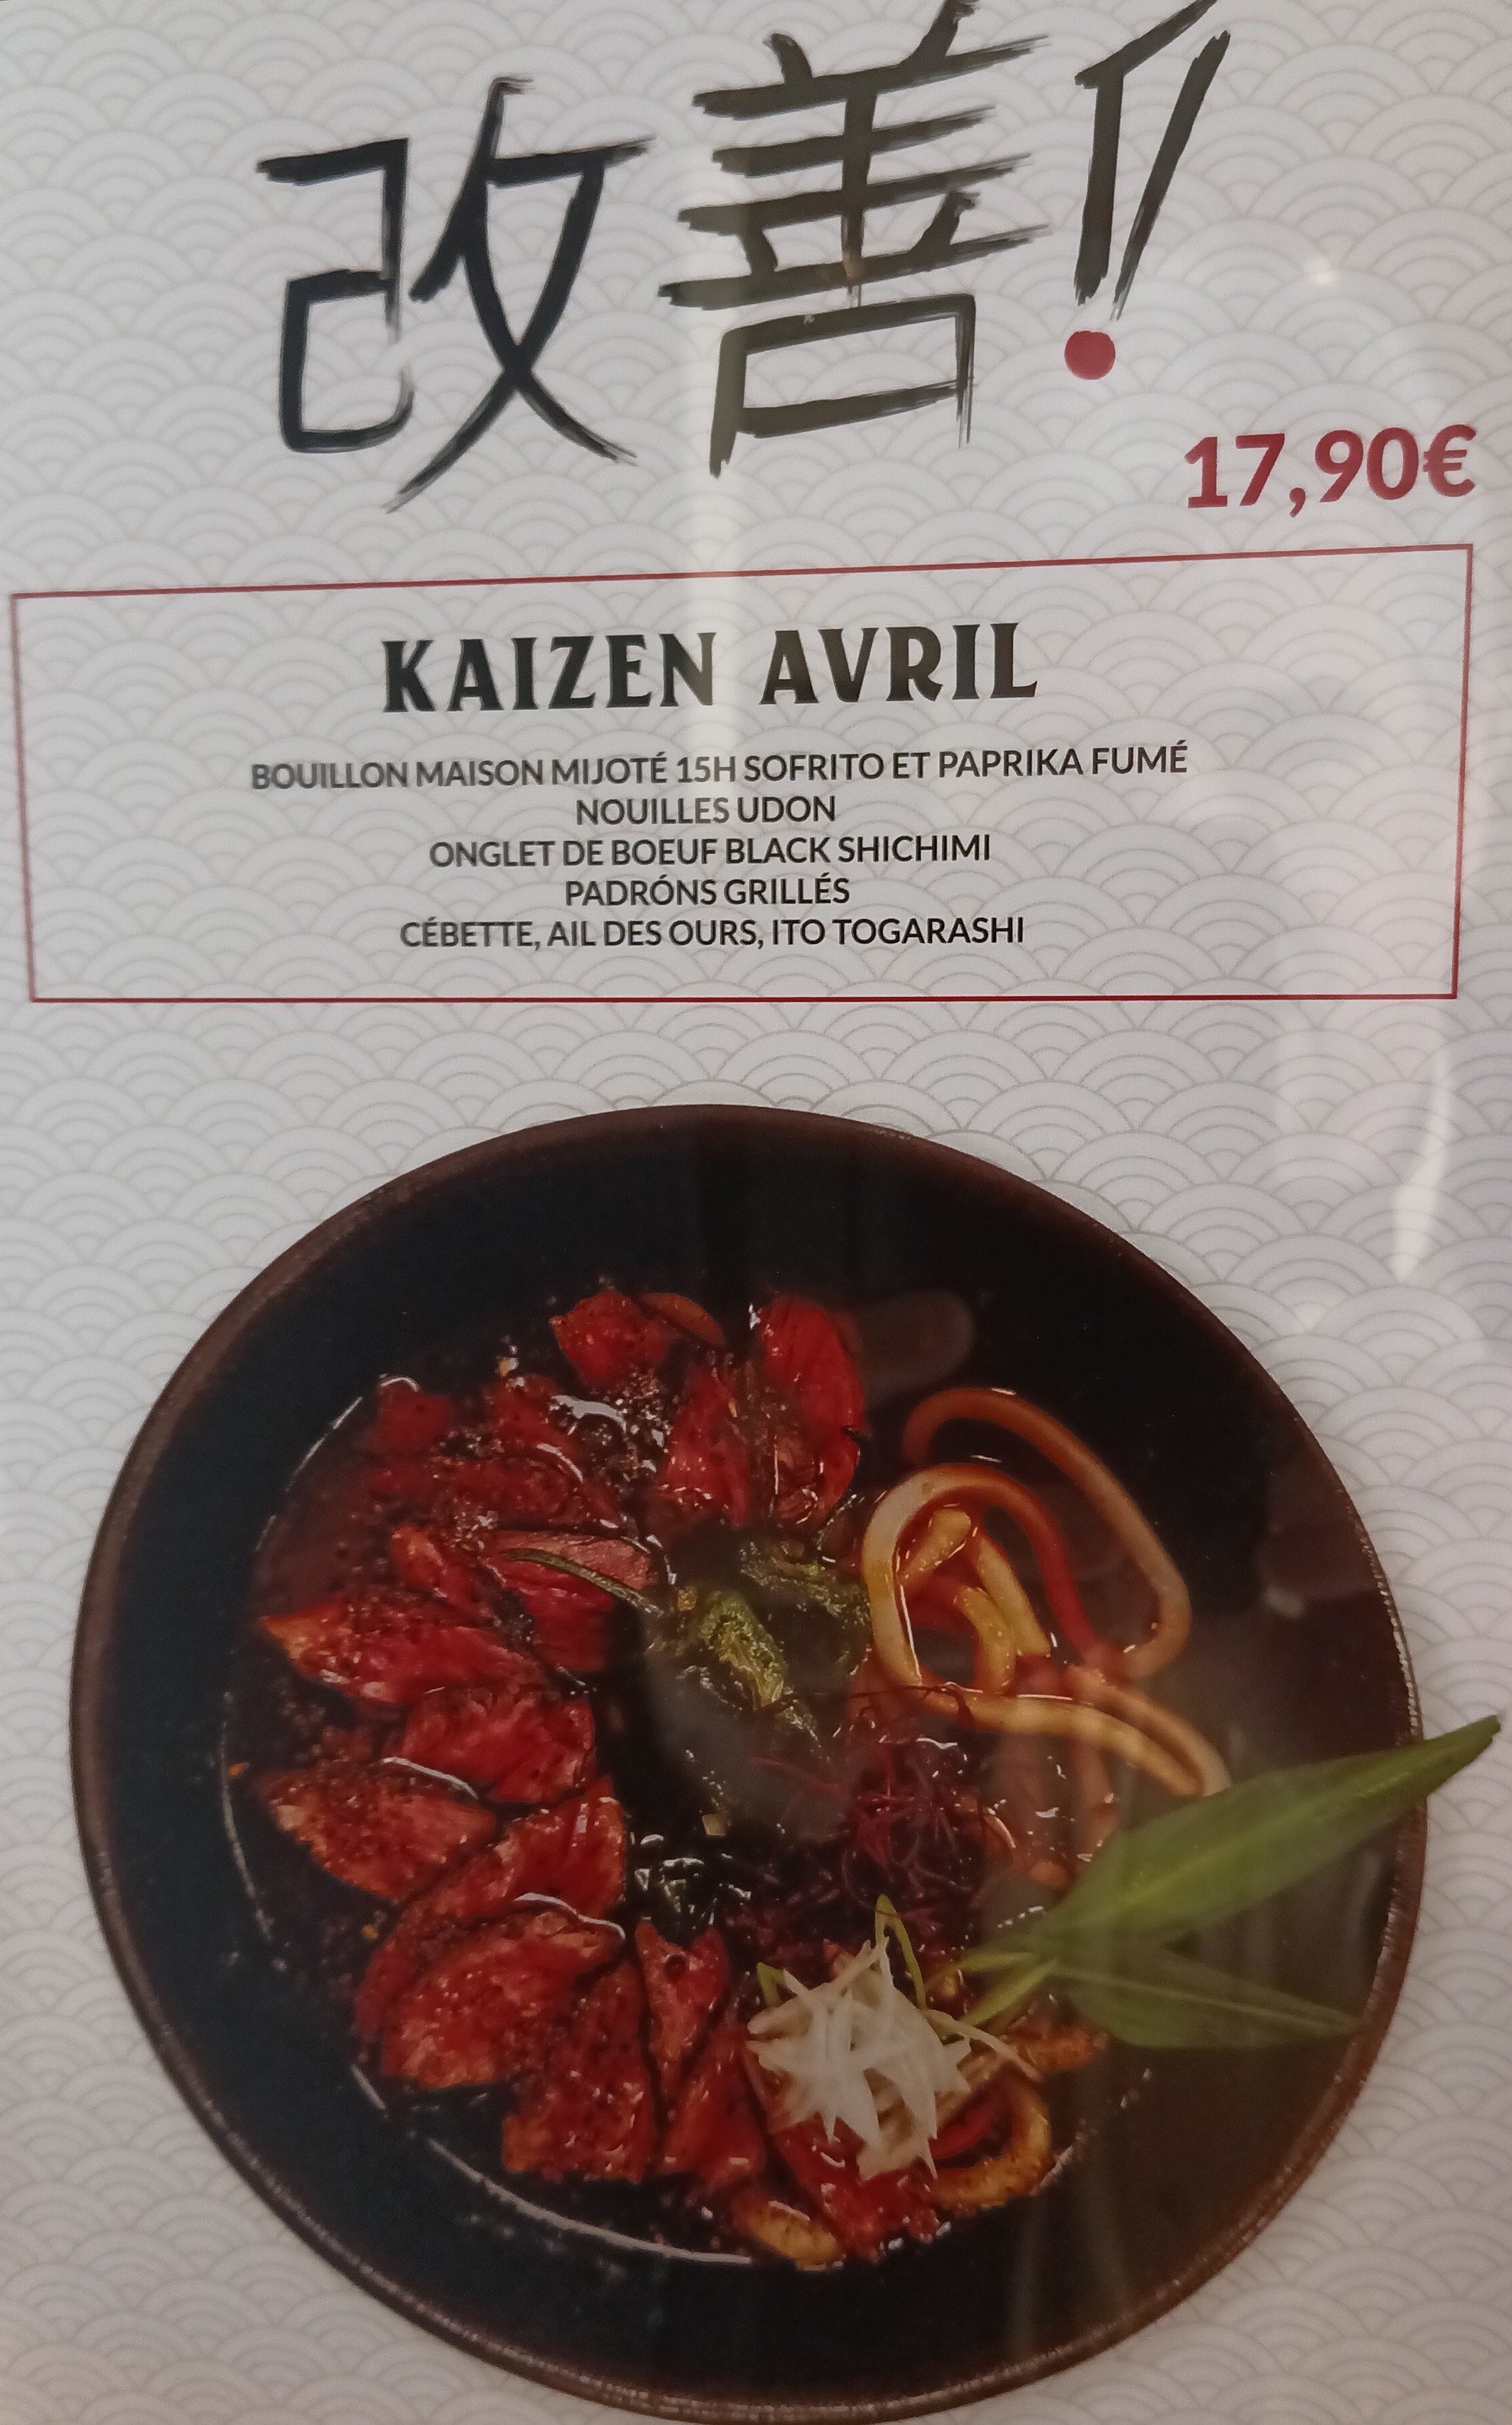 改善!!
17,90€
KAIZEN AVRIL
BOUILLON MAISON MIJOTÉ 15H SOFRITO ET PAPRIKA FUMÉ
NOUILLES UDON
ONGLET DE BOEUF BLACK SHICHIMI
PADRÓNS GRILLÉS
CÉBETTE, AIL DES OURS, ITO TOGARASHI